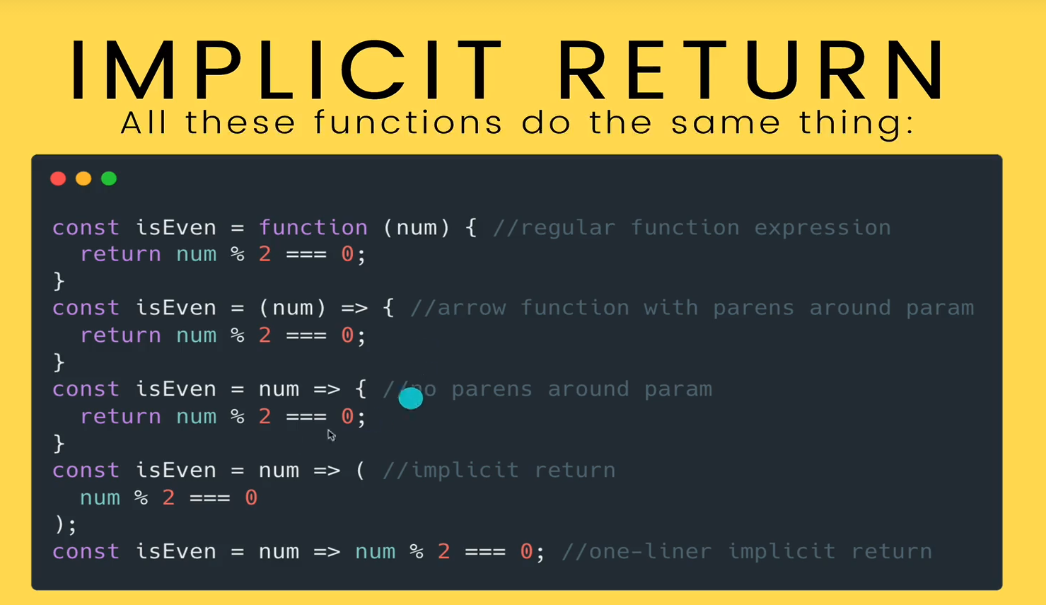 IMPLICIT RETURN
All these functions do the same thing:
const isEven = function (num) { //regular function expression
  return num % 2 === 0;
}
const isEven = (num) => { //arrow function with parens around param
  return num % 2 === 0;
}
const isEven = num => { //no parens around param
  return num % 2 === 0;
}
const isEven = num => ( //implicit return
  num % 2 === 0
);
const isEven = num => num % 2 === 0; //one-liner implicit return